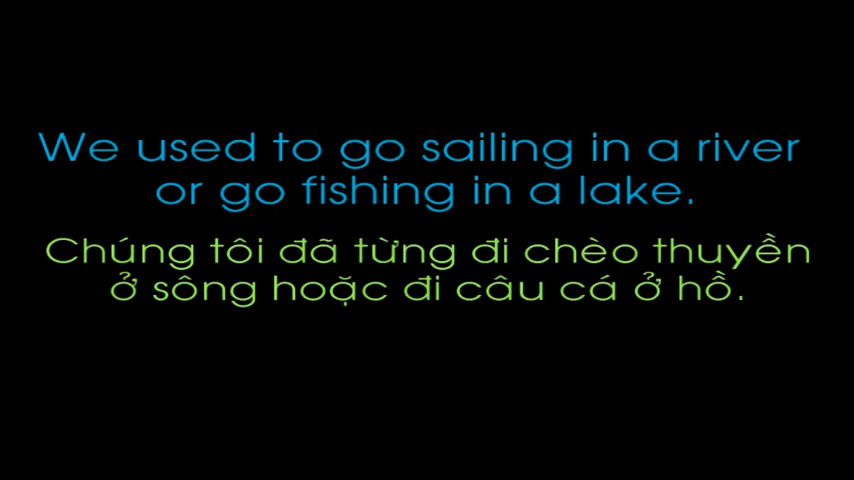 We used to go sailing in a river
or go fishing in a lake.
Chúng tôi đã từng đi chèo thuyền
ở sông hoặc đi câu cá ở hồ.